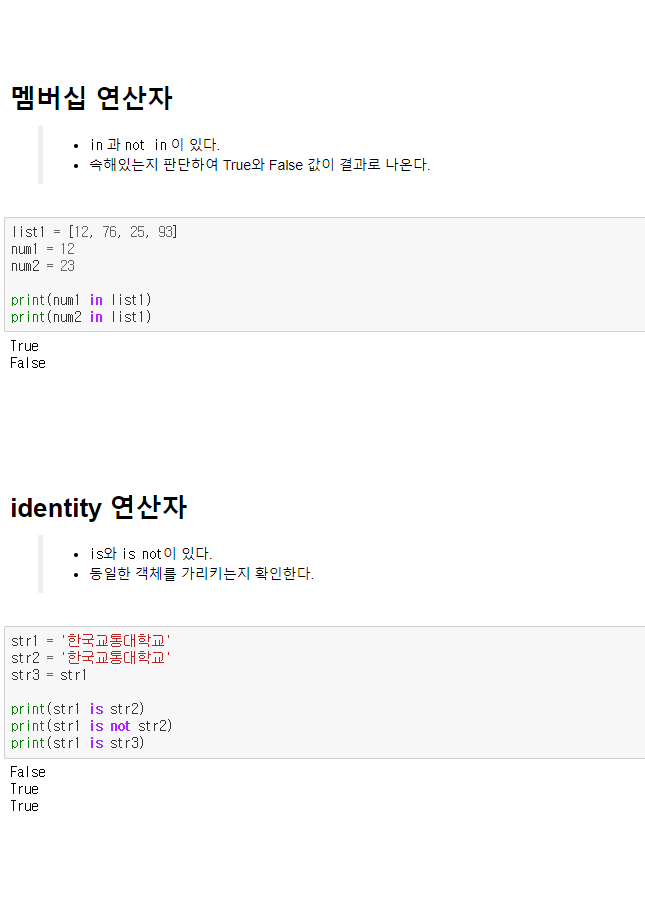 멤버십 연산자
• in 과 not in 이 있다.
• 속해있는지 판단하여 True와 False 값이 결과로 나온다.
list1 = [12, 76, 25, 93]
num1 = 12
num2 = 23
print(num1 in list1)
print(num2 in list1)
True
False
identity 연산자
• is와 is not이 있다.
• 동일한 객체를 가리키는지 확인한다.
str1 = '한국교통대학교'
str2 = '한국교통대학교'
str3 = str1
print(str1 is str2)
print(str1 is not str2)
print(str1 is str3)
False
True
True